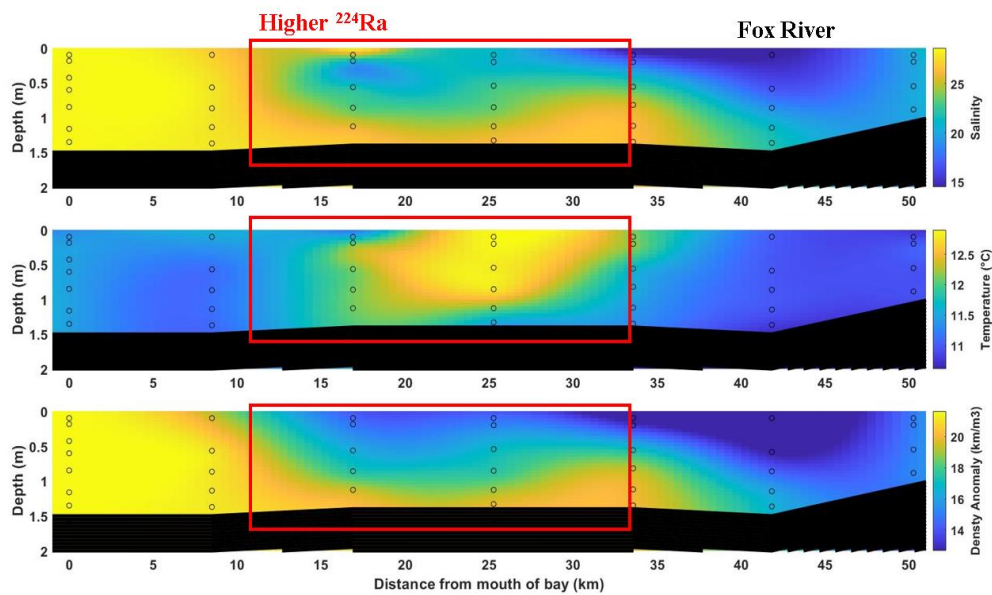 Higher ²²⁴Ra
Fox River
0
0.5
1
1.5
2
Depth (m)
0 5 10 15 20 25 30 35 40 45 50
25
20
15
Salinity
0
0.5
1
1.5
2
Depth (m)
0 5 10 15 20 25 30 35 40 45 50
12.5
12
11.5
11
Temperature (°C)
0
0.5
1
1.5
2
Depth (m)
0 5 10 15 20 25 30 35 40 45 50
20
18
16
14
Densty Anomaly (km/m3)
Distance from mouth of bay (km)